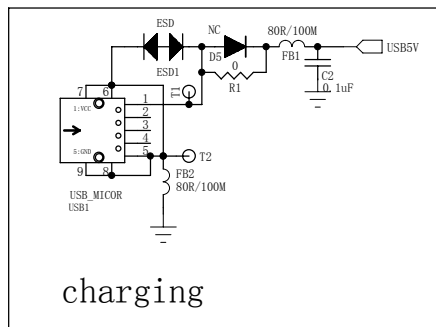 ESD
NC
80R/100M
ESD1
D5
0
R1
FB1
USB5V
C2
0.1uF
T1
7
6
1:VCC
1
2
3
4
5
5:GND
9
8
T2
FB2
80R/100M
USB_MICOR
USB1
charging